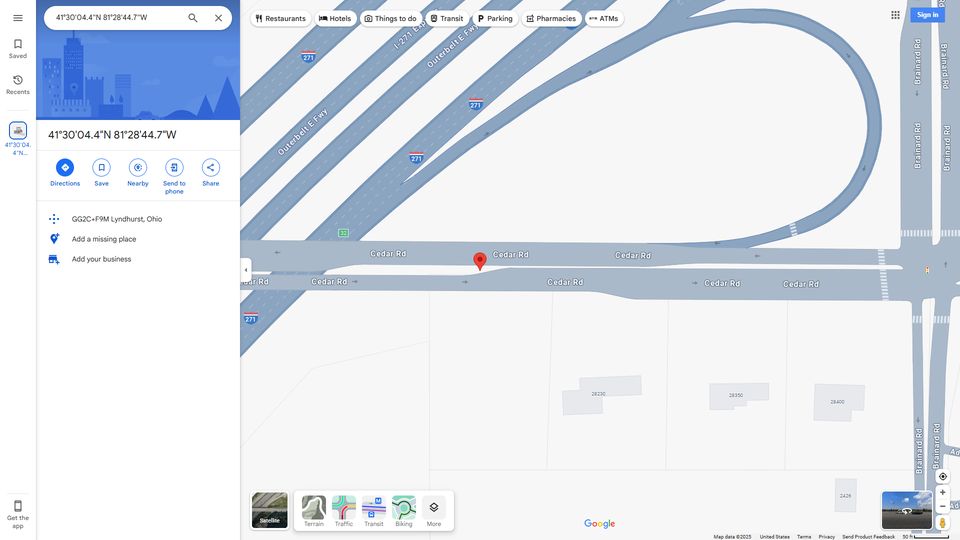 41°30'04.4"N 81°28'44.7"W
Saved
Recents
41°30'04.
4"N...
Get the
app
41°30'04.4"N 81°28'44.7"W
Directions
Save
Nearby
Send to
phone
Share
GG2C+F9M Lyndhurst, Ohio
Add a missing place
Add your business
Restaurants
Hotels
Things to do
Transit
Parking
Pharmacies
ATMs
Sign in
271
Outerbelt E Fwy
271
Outerbelt E Fwy
271
Brainard Rd
Brainard Rd
Brainard Rd
Brainard Rd
32
Cedar Rd
Cedar Rd
Cedar Rd
Cedar Rd
Cedar Rd
Cedar Rd
Cedar Rd
271
28230
28350
28400
2426
Brainard Rd
Brainard Rd
Satellite
Terrain
Traffic
Transit
Biking
More
Google
Map data ©2025
United States
Terms
Privacy
Send Product Feedback
50 ft